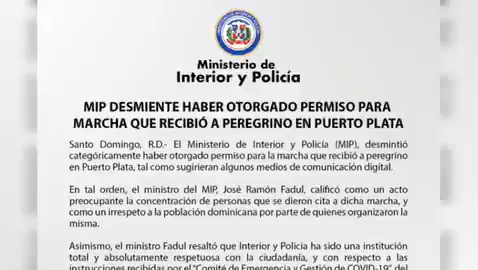 Ministerio de
Interior y Policía
MIP DESMIENTE HABER OTORGADO PERMISO PARA
MARCHA QUE RECIBIÓ A PEREGRINO EN PUERTO PLATA
Santo Domingo, R.D.- El Ministerio de Interior y Policía (MIP), desmintió
categóricamente haber otorgado permiso para la marcha que recibió a peregrino
en Puerto Plata, tal como sugirieran algunos medios de comunicación digital.
En tal orden, el ministro del MIP, José Ramón Fadul, calificó como un acto
preocupante la concentración de personas que se dieron cita a dicha marcha, y
como un irrespeto a la población dominicana por parte de quienes organizaron la
misma.
Asimismo, el ministro Fadul resaltó que Interior y Policía ha sido una institución
total y absolutamente respetuosa con la ciudadanía, y con respecto a las
instrucciones recibidas por el “Comité de Emergencia y Gestión de COVID-19” del